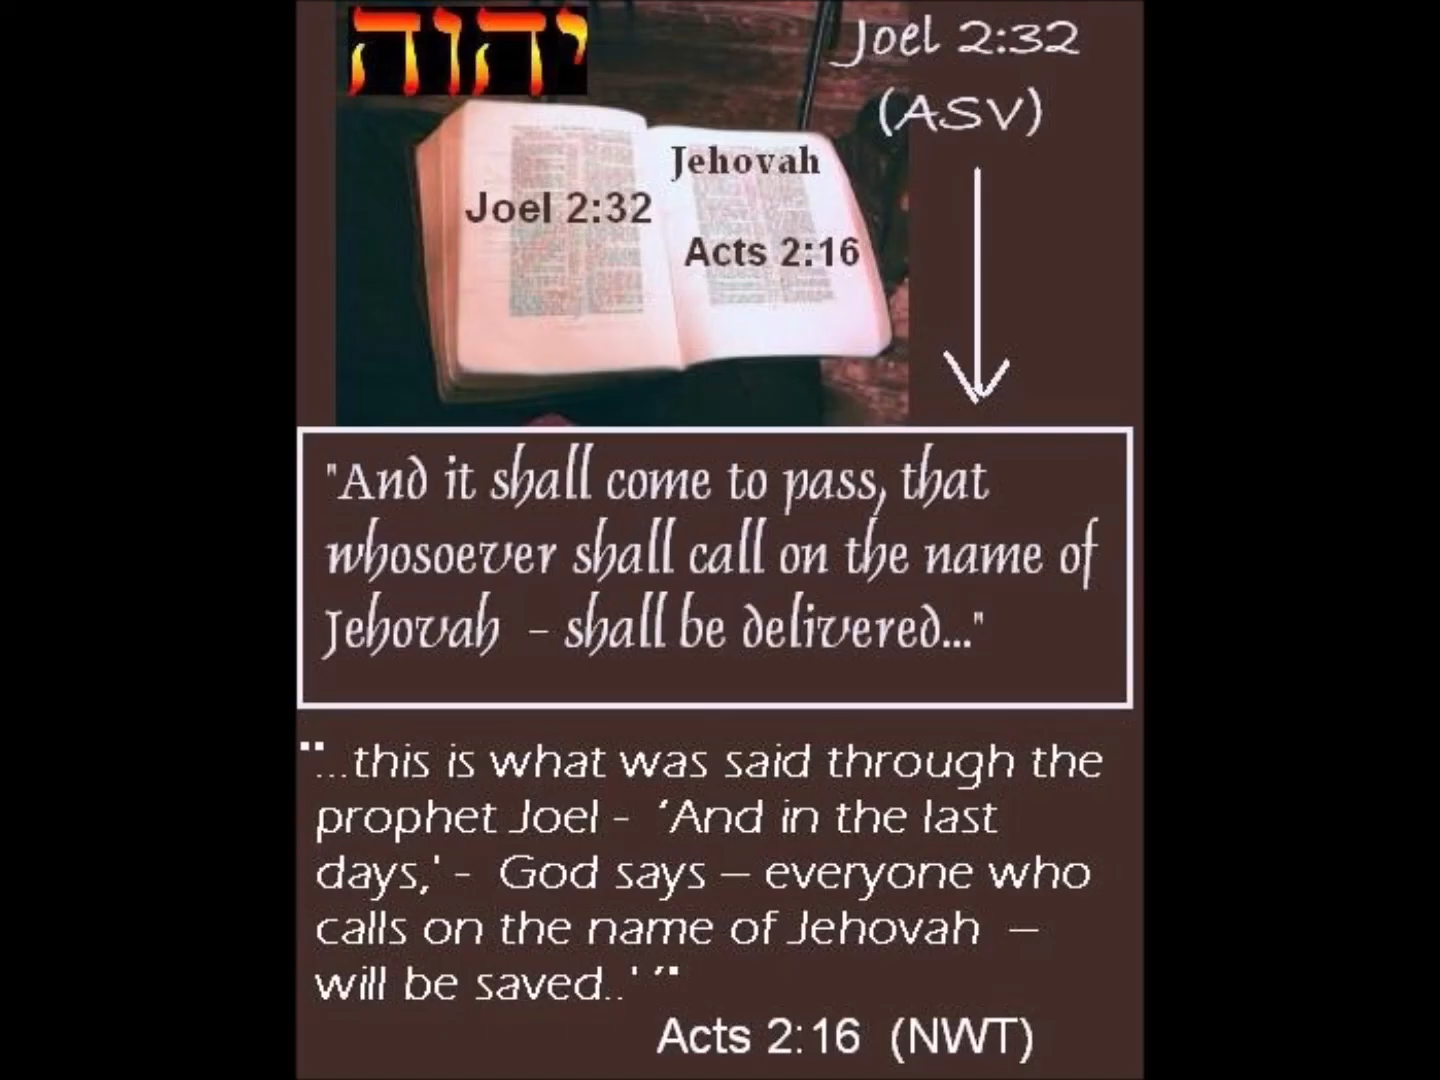 יהוה
Joel 2:32
(ASV)
Jehovah
Joel 2:32
Acts 2:16
"And it shall come to pass, that
whosoever shall call on the name of
Jehovah - shall be delivered..."
"...this is what was said through the
prophet Joel - 'And in the last
days,' - God says – everyone who
calls on the name of Jehovah –
will be saved..' ´"
Acts 2:16 (NWT)